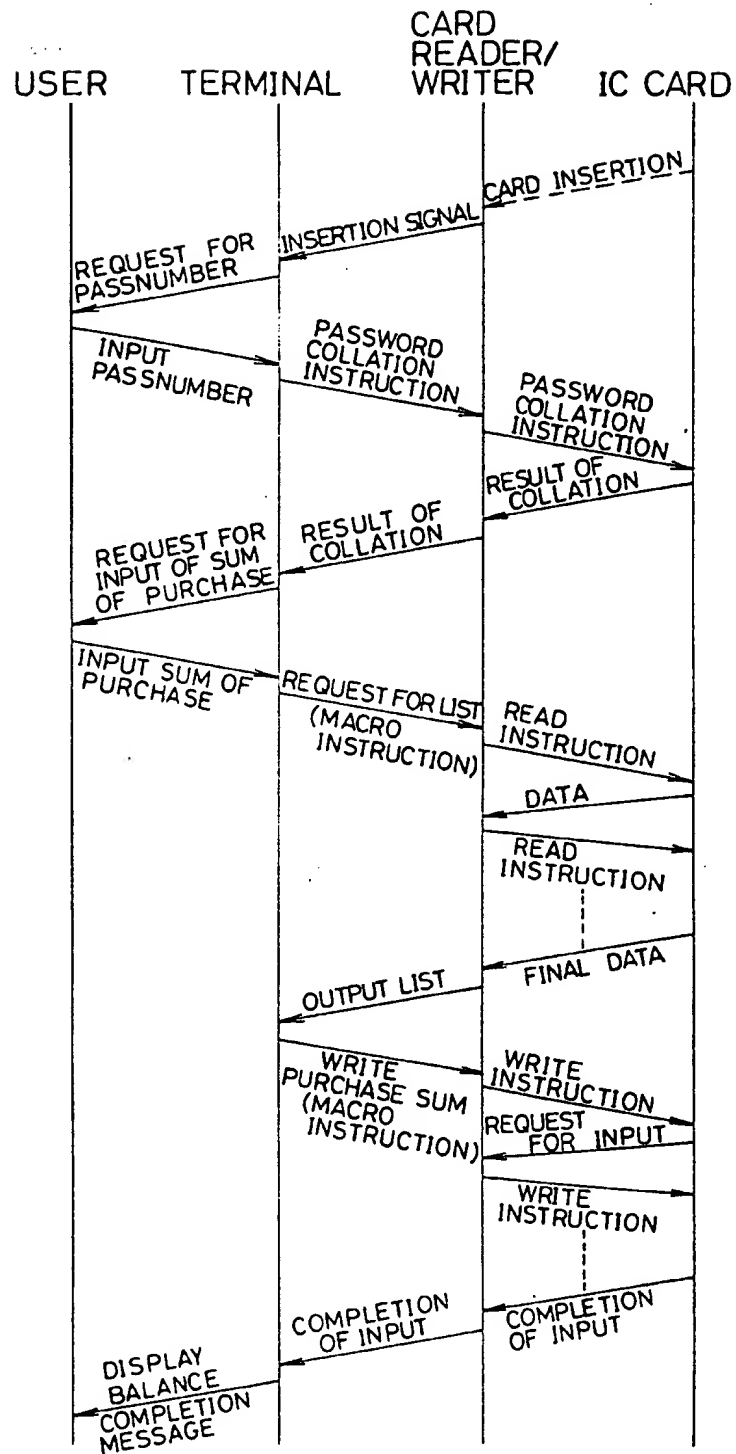 CARD
READER/
WRITER
USER
TERMINAL
IC CARD
CARD INSERTION
INSERTION SIGNAL
REQUEST FOR
PASSNUMBER
INPUT
PASSNUMBER
PASSWORD
COLLATION
INSTRUCTION
PASSWORD
COLLATION
INSTRUCTION
RESULT OF
COLLATION
RESULT OF
COLLATION
REQUEST FOR
INPUT OF SUM
OF PURCHASE
INPUT SUM OF
PURCHASE
REQUEST FOR LIST
(MACRO
INSTRUCTION)
READ
INSTRUCTION
DATA
READ
INSTRUCTION
FINAL DATA
OUTPUT LIST
WRITE
PURCHASE SUM
(MACRO
INSTRUCTION)
WRITE
INSTRUCTION
REQUEST
FOR INPUT
WRITE
INSTRUCTION
COMPLETION
OF INPUT
COMPLETION
OF INPUT
DISPLAY
BALANCE
COMPLETION
MESSAGE